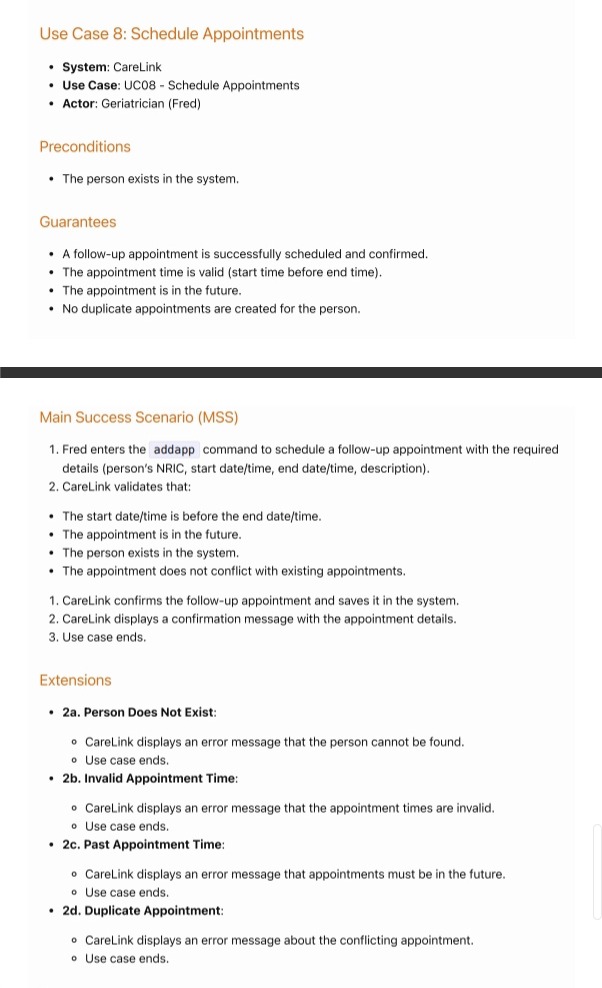 Use Case 8: Schedule Appointments
• System: CareLink
• Use Case: UC08 - Schedule Appointments
• Actor: Geriatrician (Fred)
Preconditions
• The person exists in the system.
Guarantees
• A follow-up appointment is successfully scheduled and confirmed.
• The appointment time is valid (start time before end time).
• The appointment is in the future.
• No duplicate appointments are created for the person.
Main Success Scenario (MSS)
1. Fred enters the addapp command to schedule a follow-up appointment with the required
details (person's NRIC, start date/time, end date/time, description).
2. CareLink validates that:
• The start date/time is before the end date/time.
• The appointment is in the future.
• The person exists in the system.
• The appointment does not conflict with existing appointments.
1. CareLink confirms the follow-up appointment and saves it in the system.
2. CareLink displays a confirmation message with the appointment details.
3. Use case ends.
Extensions
• 2a. Person Does Not Exist:
◦ CareLink displays an error message that the person cannot be found.
◦ Use case ends.
• 2b. Invalid Appointment Time:
◦ CareLink displays an error message that the appointment times are invalid.
◦ Use case ends.
• 2c. Past Appointment Time:
◦ CareLink displays an error message that appointments must be in the future.
◦ Use case ends.
• 2d. Duplicate Appointment:
◦ CareLink displays an error message about the conflicting appointment.
◦ Use case ends.